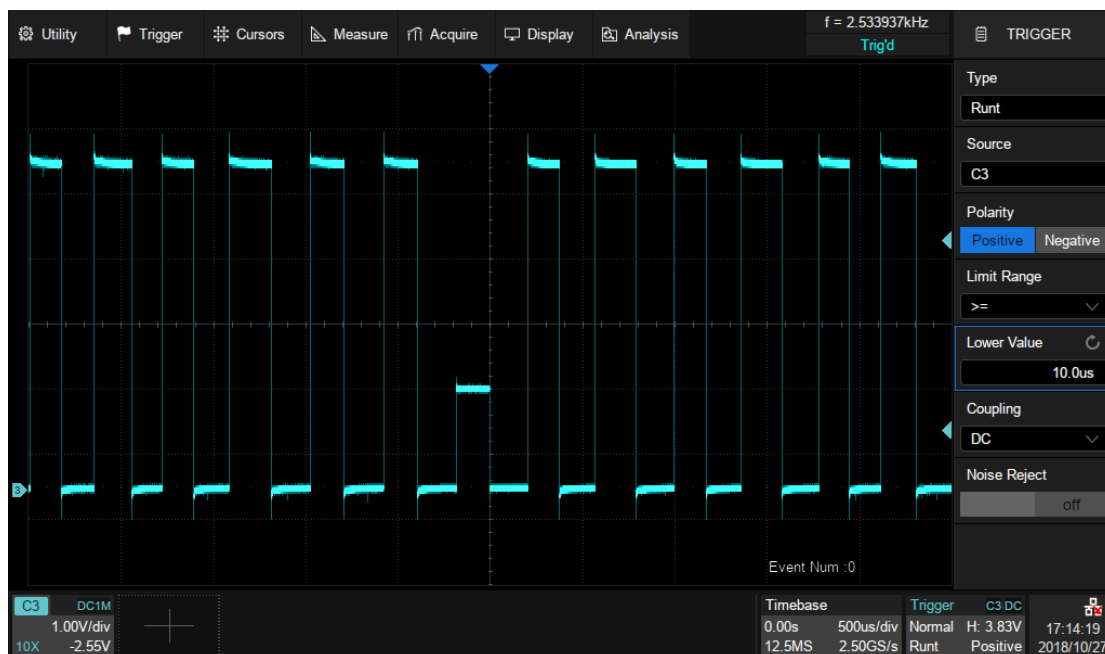 Utility Trigger Cursors Measure Acquire Display Analysis
f = 2.533937kHz
Trig'd
TRIGGER
Type
Runt
Source
C3
Polarity
Positive Negative
Limit Range
>=
Lower Value
10.0us
Coupling
DC
Noise Reject
off
3
Event Num :0
C3 DC1M
1.00V/div
10X -2.55V
Timebase
0.00s 500us/div
12.5MS 2.50GS/s
Trigger C3 DC
Normal H: 3.83V
Runt Positive
17:14:19
2018/10/27